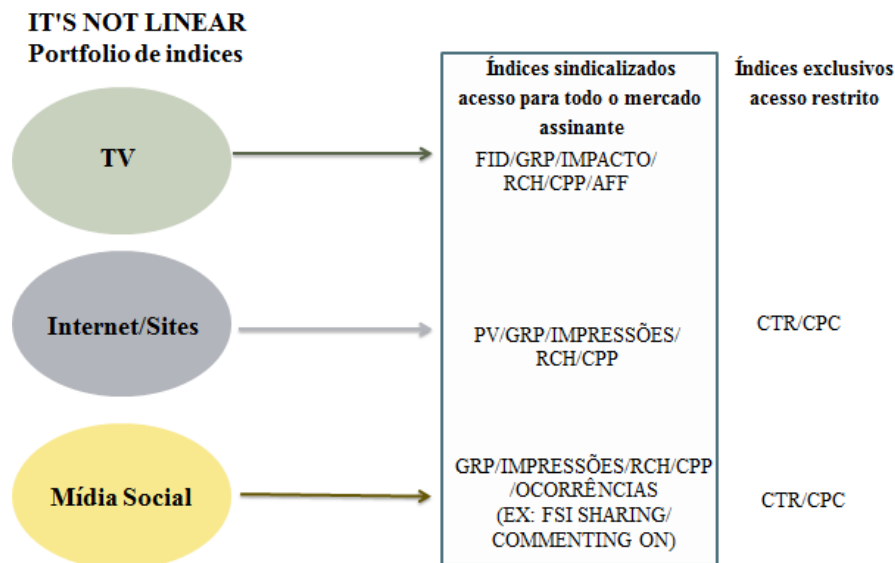 IT'S NOT LINEAR
Portfolio de indices
Índices sindicalizados
acesso para todo o mercado
assinante
Índices exclusivos
acesso restrito
TV
FID/GRP/IMPACTO/
RCH/CPP/AFF
Internet/Sites
PV/GRP/IMPRESSÕES/
RCH/CPP
CTR/CPC
Mídia Social
GRP/IMPRESSÕES/RCH/CPP
/OCORRÊNCIAS
(EX: FSI SHARING/
COMMENTING ON)
CTR/CPC